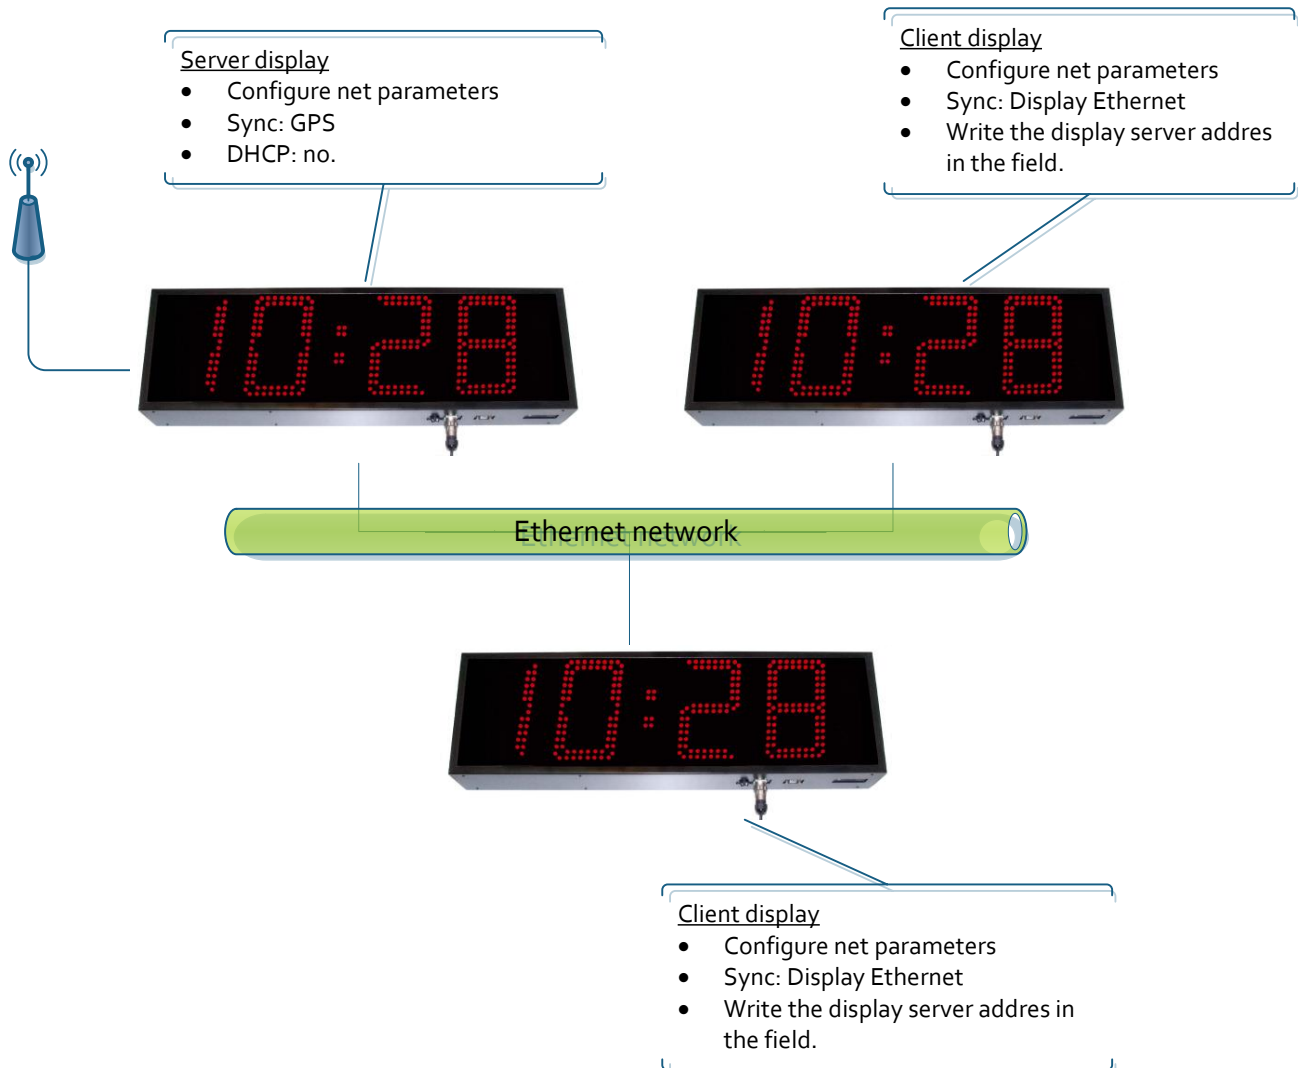 Server display
• Configure net parameters
• Sync: GPS
• DHCP: no.
Client display
• Configure net parameters
• Sync: Display Ethernet
• Write the display server addres
in the field.
10:28
10:28
Ethernet network
10:28
Client display
• Configure net parameters
• Sync: Display Ethernet
• Write the display server addres in
the field.